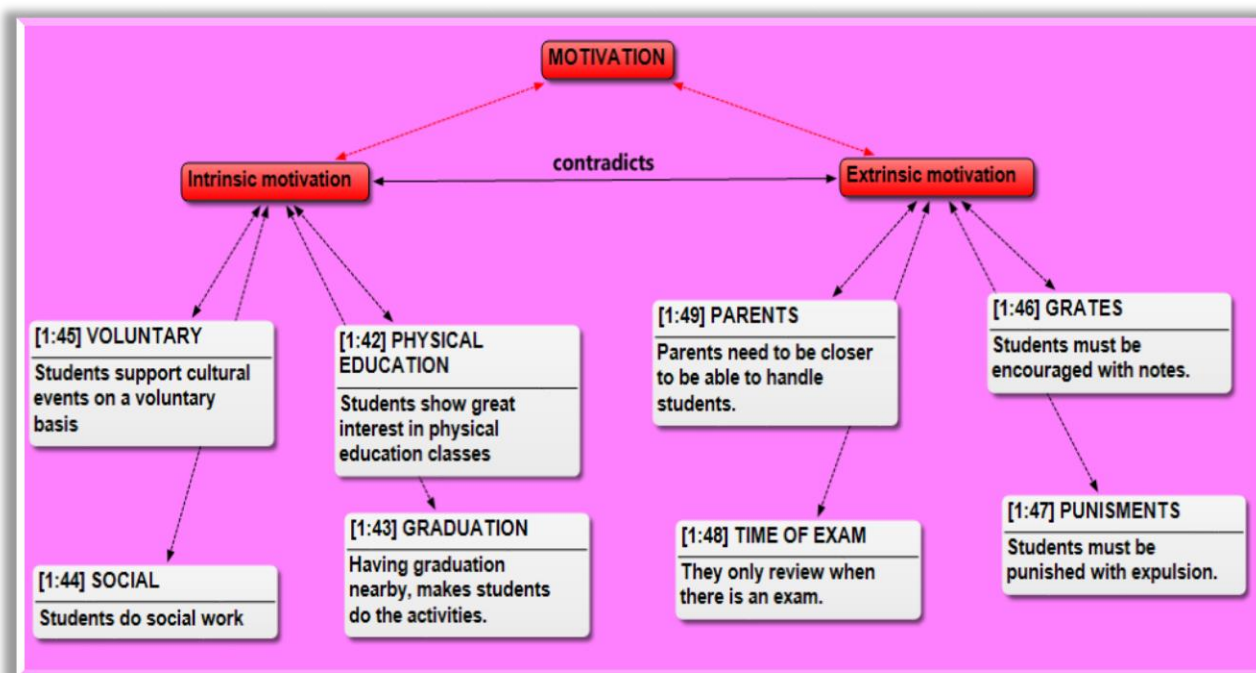 MOTIVATION
contradicts
Intrinsic motivation
Extrinsic motivation
[1:45] VOLUNTARY
Students support cultural
events on a voluntary
basis
[1:42] PHYSICAL
EDUCATION
Students show great
interest in physical
education classes
[1:49] PARENTS
Parents need to be closer
to be able to handle
students.
[1:46] GRATES
Students must be
encouraged with notes.
[1:44] SOCIAL
Students do social work
[1:43] GRADUATION
Having graduation
nearby, makes students
do the activities.
[1:48] TIME OF EXAM
They only review when
there is an exam.
[1:47] PUNISMENTS
Students must be
punished with expulsion.